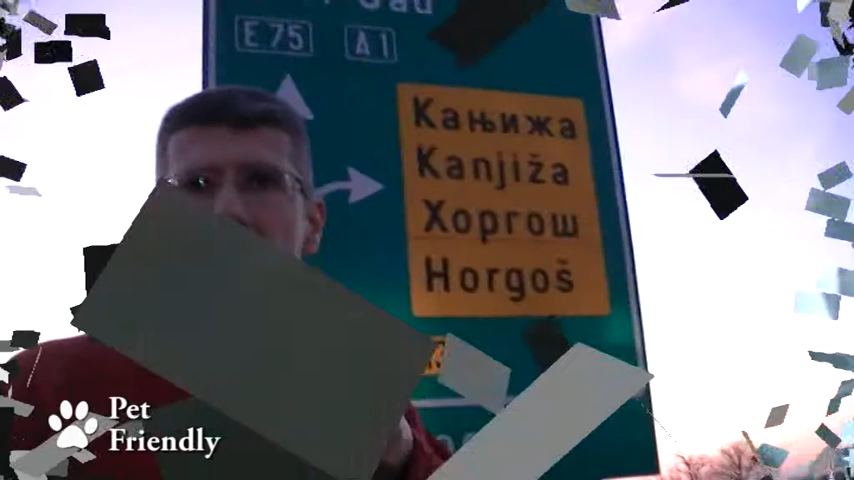 E 75
A 1
Кањижа
Kanjiža
Хоргош
Horgoš
Pet
Friendly